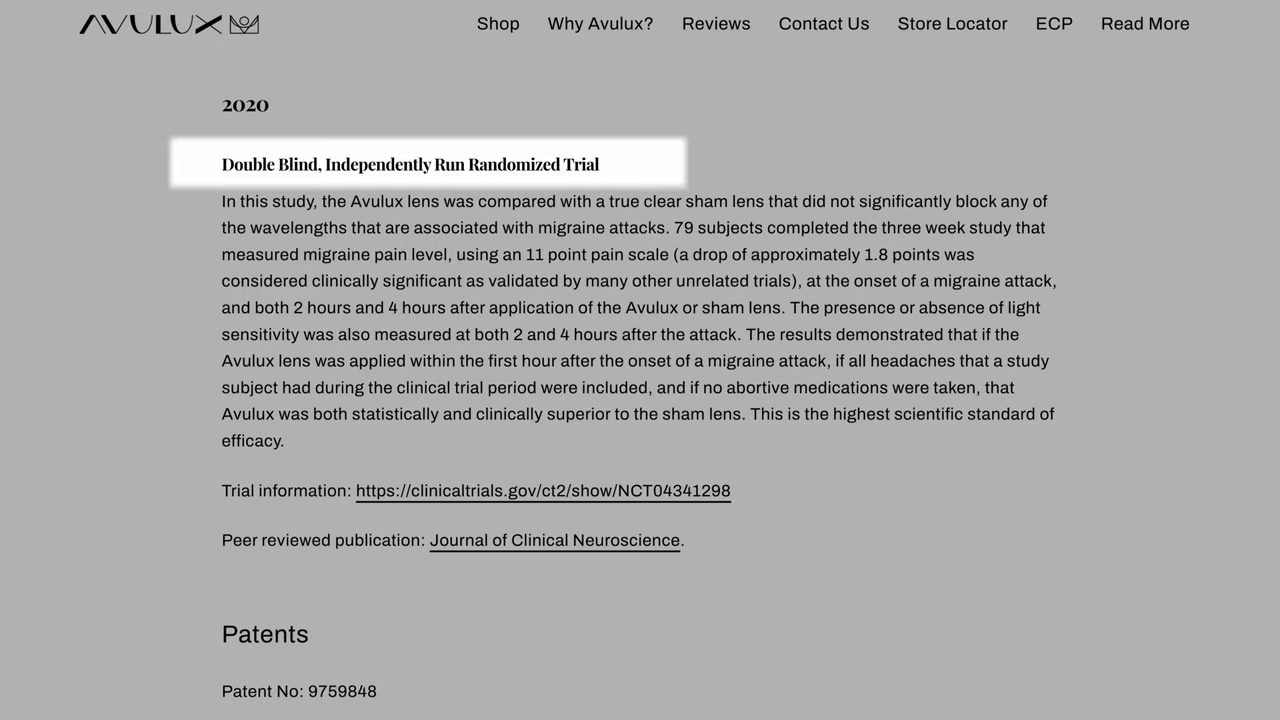 AVULUX
Shop Why Avulux? Reviews Contact Us Store Locator ECP Read More
2020
Double Blind, Independently Run Randomized Trial
In this study, the Avulux lens was compared with a true clear sham lens that did not significantly block any of
the wavelengths that are associated with migraine attacks. 79 subjects completed the three week study that
measured migraine pain level, using an 11 point pain scale (a drop of approximately 1.8 points was
considered clinically significant as validated by many other unrelated trials), at the onset of a migraine attack,
and both 2 hours and 4 hours after application of the Avulux or sham lens. The presence or absence of light
sensitivity was also measured at both 2 and 4 hours after the attack. The results demonstrated that if the
Avulux lens was applied within the first hour after the onset of a migraine attack, if all headaches that a study
subject had during the clinical trial period were included, and if no abortive medications were taken, that
Avulux was both statistically and clinically superior to the sham lens. This is the highest scientific standard of
efficacy.
Trial information: https://clinicaltrials.gov/ct2/show/NCT04341298
Peer reviewed publication: Journal of Clinical Neuroscience.
Patents
Patent No: 9759848